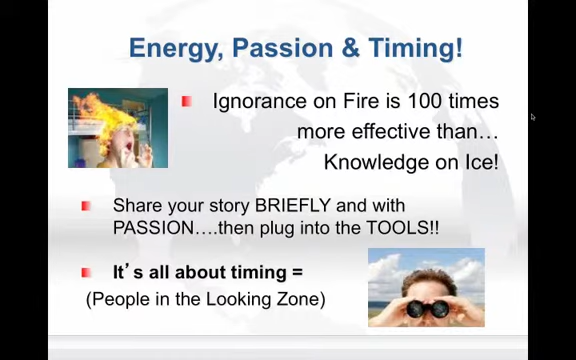 Energy, Passion & Timing!
Ignorance on Fire is 100 times
more effective than…
Knowledge on Ice!
Share your story BRIEFLY and with
PASSION….then plug into the TOOLS!!
It's all about timing =
(People in the Looking Zone)